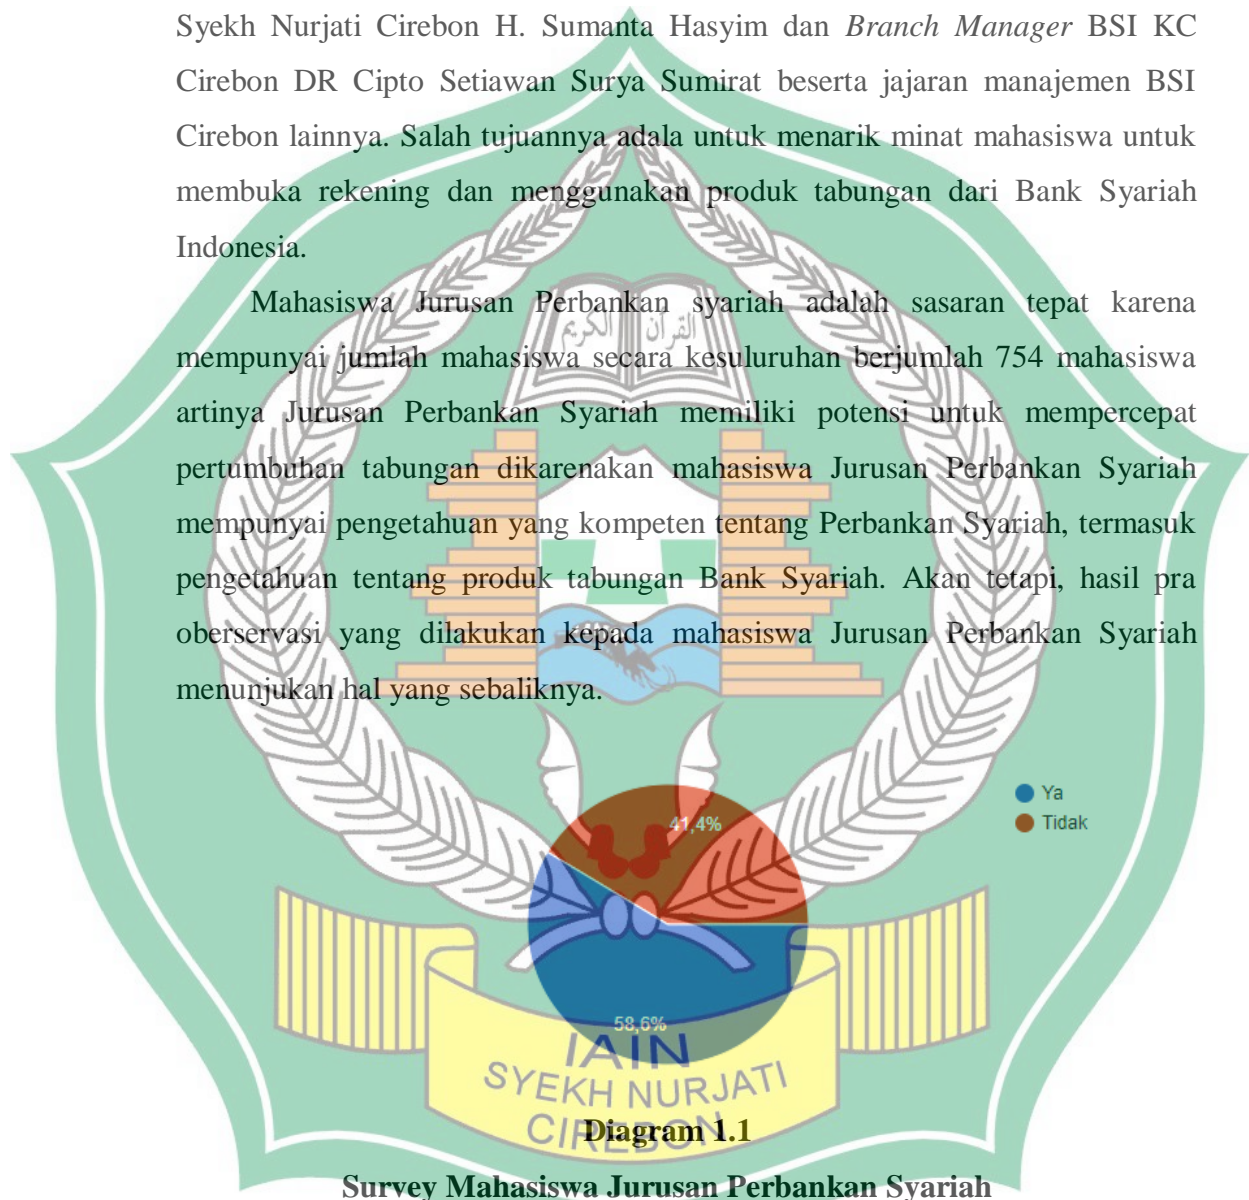 Syekh Nurjati Cirebon H. Sumanta Hasyim dan Branch Manager BSI KC
Cirebon DR Cipto Setiawan Surya Sumirat beserta jajaran manajemen BSI
Cirebon lainnya. Salah tujuannya adala untuk menarik minat mahasiswa untuk
membuka rekening dan menggunakan produk tabungan dari Bank Syariah
Indonesia.
Mahasiswa Jurusan Perbankan syariah adalah sasaran tepat karena
القرآن الكريم
mempunyai jumlah mahasiswa secara kesuluruhan berjumlah 754 mahasiswa
artinya Jurusan Perbankan Syariah memiliki potensi untuk mempercepat
pertumbuhan tabungan dikarenakan mahasiswa Jurusan Perbankan Syariah
mempunyai pengetahuan yang kompeten tentang Perbankan Syariah, termasuk
pengetahuan tentang produk tabungan Bank Syariah. Akan tetapi, hasil pra
oberservasi yang dilakukan kepada mahasiswa Jurusan Perbankan Syariah
menunjukan hal yang sebaliknya.
Ya
Tidak
41,4%
58,6%
IAIN
SYEKH NURJATI
CIREBON
Diagram 1.1
Survey Mahasiswa Jurusan Perbankan Syariah